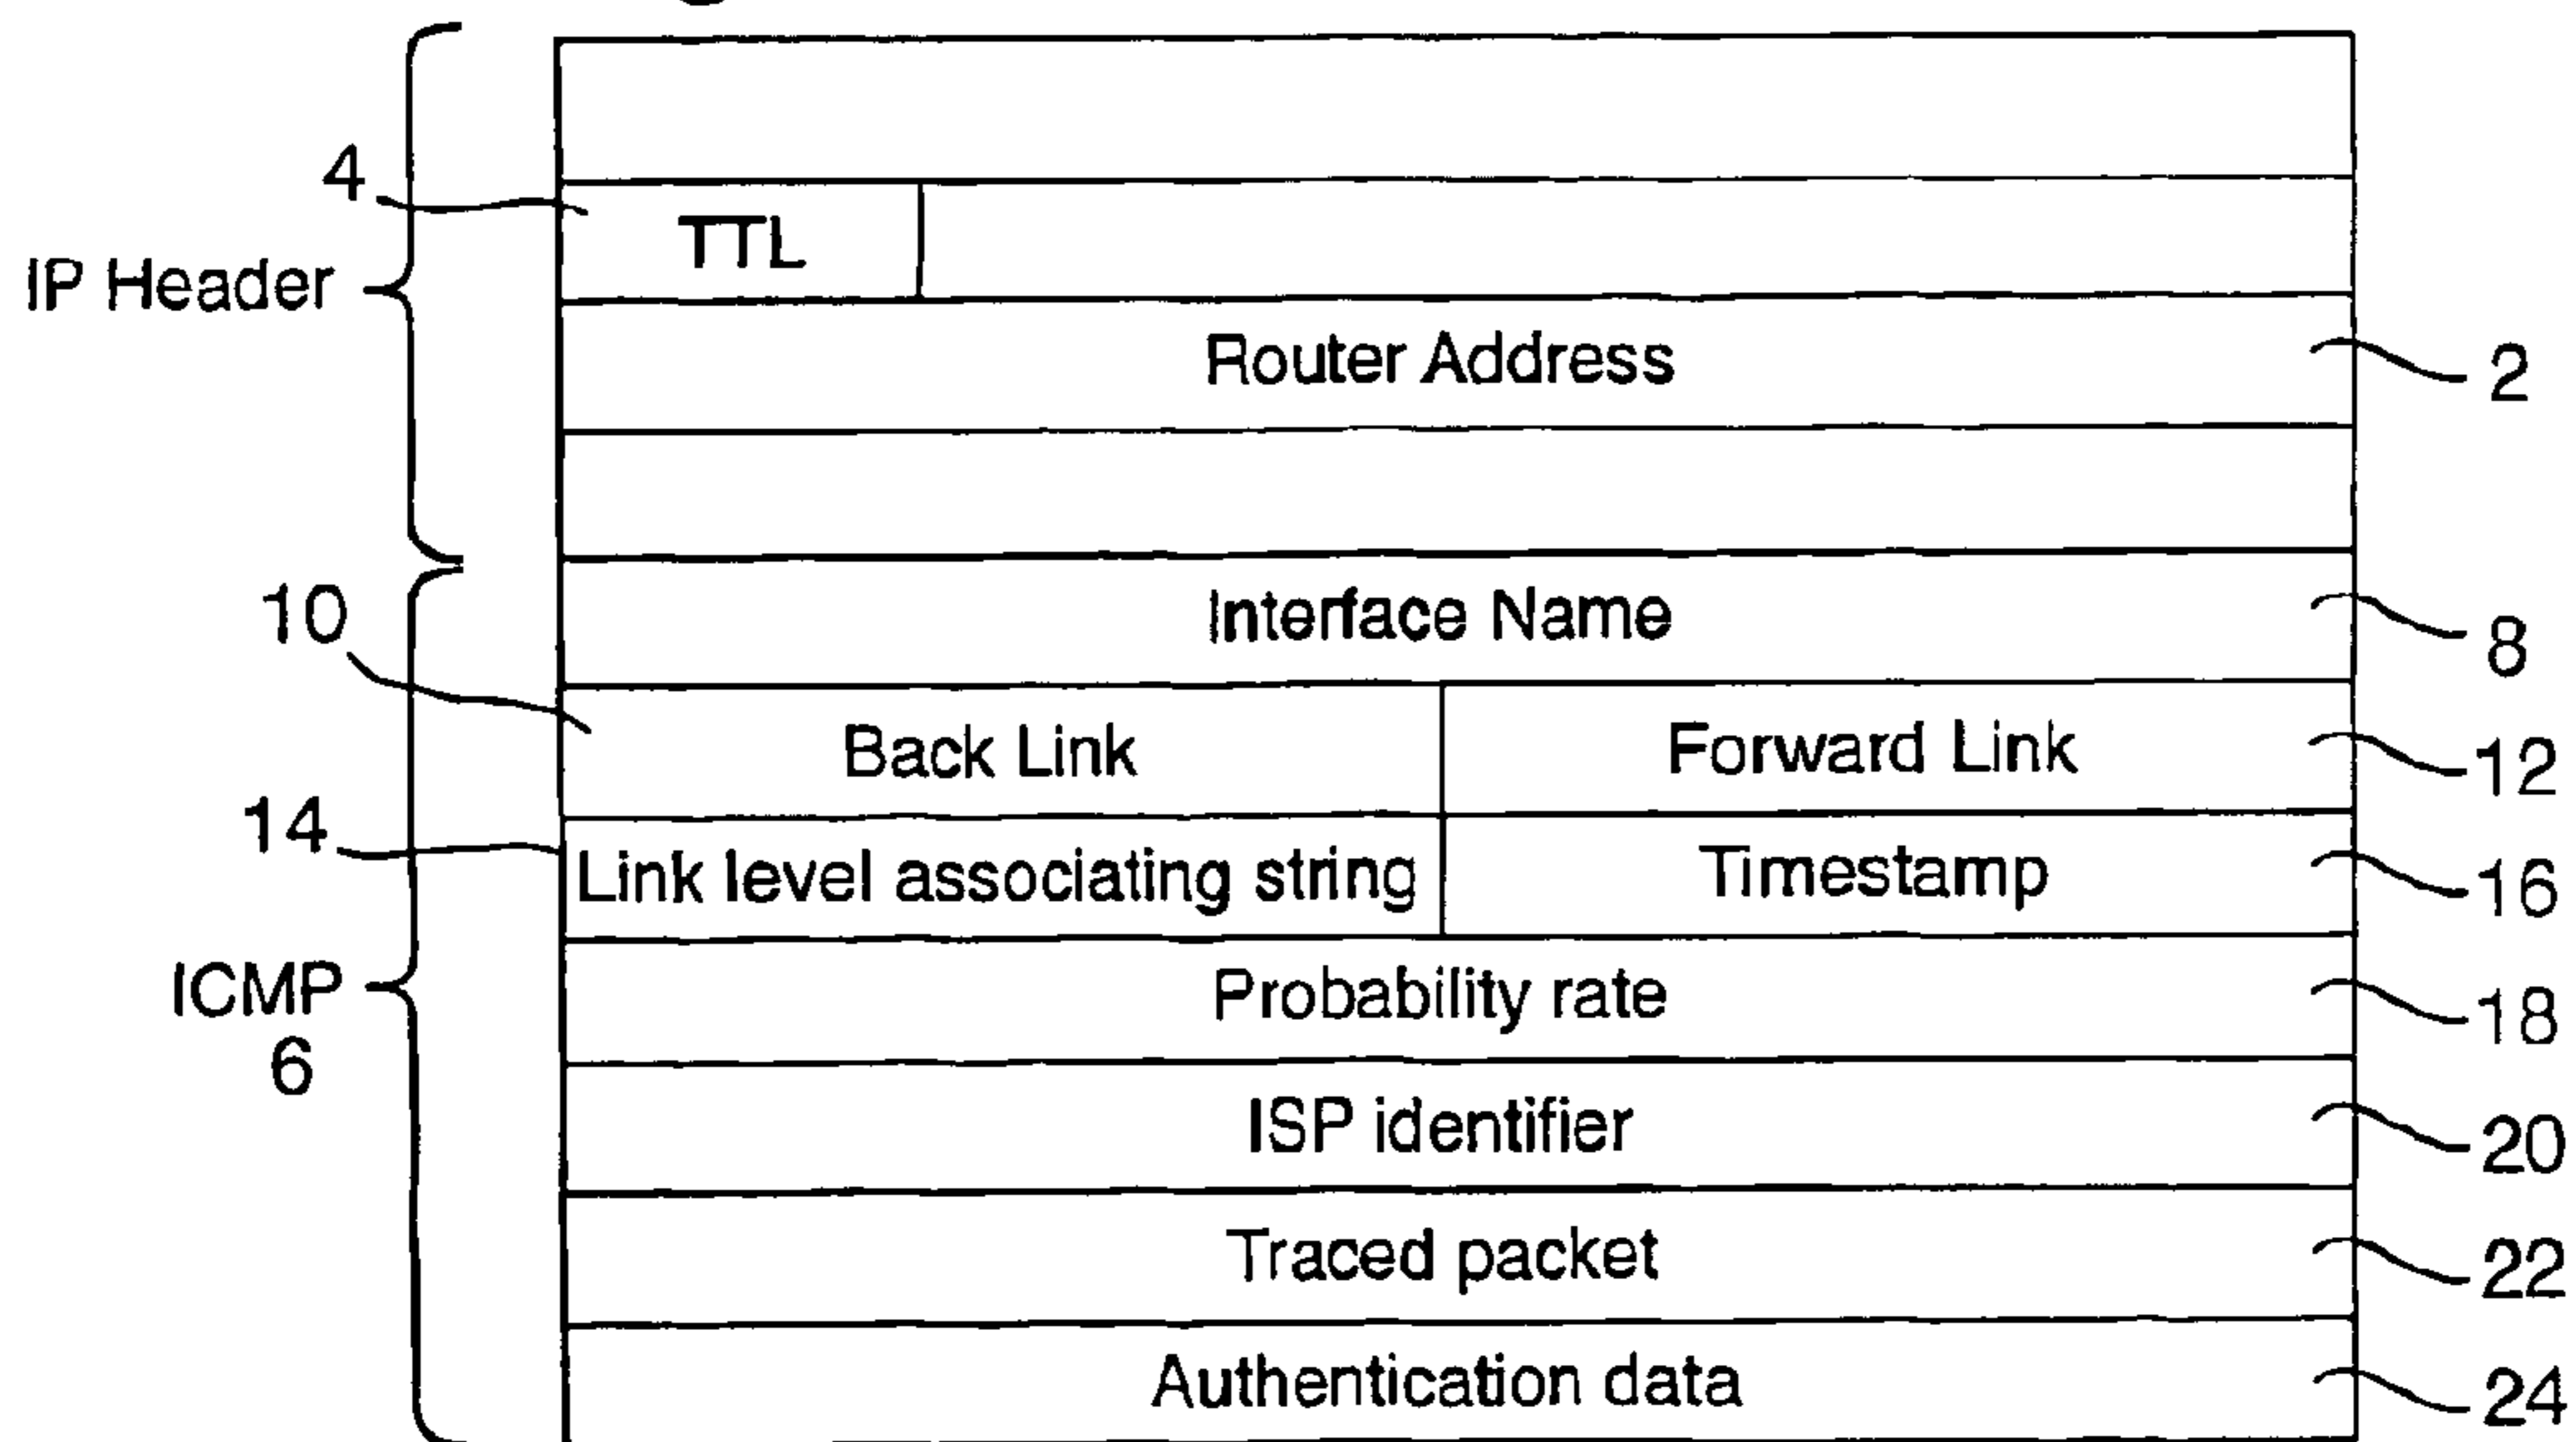 4
TTL
IP Header
Router Address 2
10
Interface Name 8
Back Link Forward Link 12
14
Link level associating string Timestamp 16
ICMP
6
Probability rate 18
ISP identifier 20
Traced packet 22
Authentication data 24